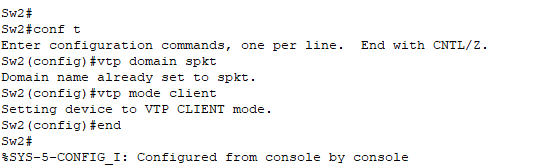 Sw2#
Sw2#conf t
Enter configuration commands, one per line.  End with CNTL/Z.
Sw2(config)#vtp domain spkt
Domain name already set to spkt.
Sw2(config)#vtp mode client
Setting device to VTP CLIENT mode.
Sw2(config)#end
Sw2#
%SYS-5-CONFIG_I: Configured from console by console